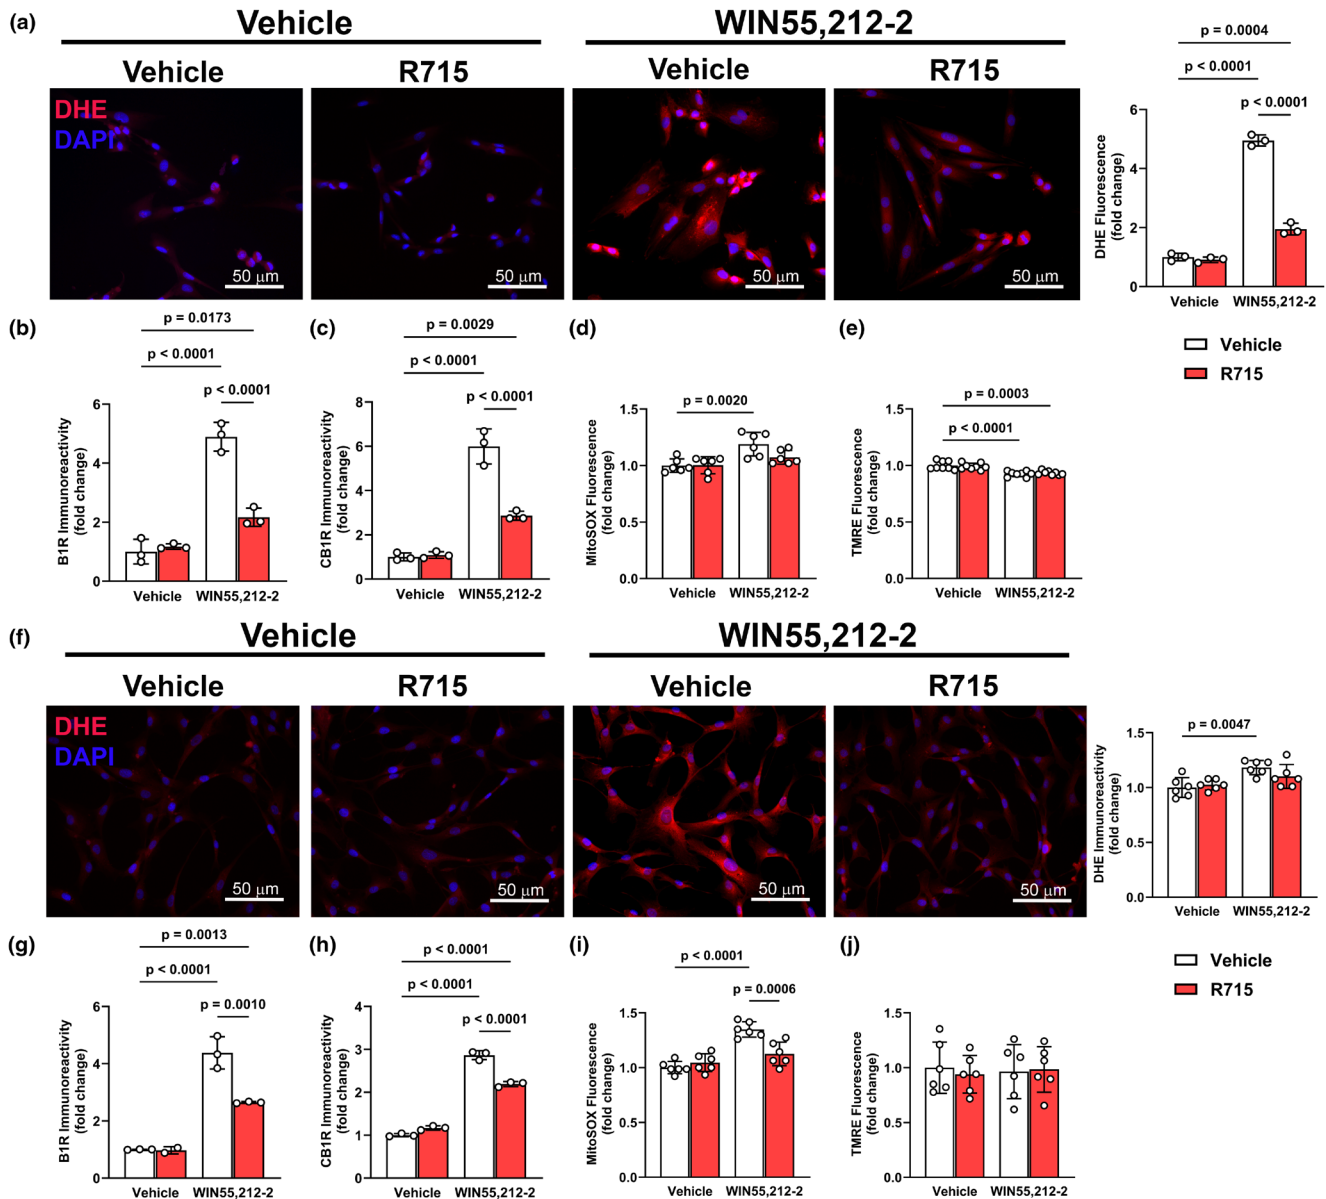 (a)
Vehicle
WIN55,212-2
Vehicle
R715
Vehicle
R715
DHE
DAPI
50 µm
50 µm
50 µm
50 µm
p = 0.0004
p < 0.0001
p < 0.0001
DHE Fluorescence
(fold change)
6
4
2
0
Vehicle
WIN55,212-2
Vehicle
R715
(b)
p = 0.0173
p < 0.0001
p < 0.0001
B1R Immunoreactivity
(fold change)
6
4
2
0
Vehicle
WIN55,212-2
(c)
p = 0.0029
p < 0.0001
p < 0.0001
CB1R Immunoreactivity
(fold change)
8
6
4
2
0
Vehicle
WIN55,212-2
(d)
p = 0.0020
MitoSOX Fluorescence
(fold change)
1.5
1.0
0.5
0.0
Vehicle
WIN55,212-2
(e)
p = 0.0003
p < 0.0001
TMRE Fluorescence
(fold change)
1.5
1.0
0.5
0.0
Vehicle
WIN55,212-2
(f)
Vehicle
WIN55,212-2
Vehicle
R715
Vehicle
R715
DHE
DAPI
50 µm
50 µm
50 µm
50 µm
p = 0.0047
DHE Immunoreactivity
(fold change)
1.5
1.0
0.5
0.0
Vehicle
WIN55,212-2
Vehicle
R715
(g)
p = 0.0013
p < 0.0001
p = 0.0010
B1R Immunoreactivity
(fold change)
6
4
2
0
Vehicle
WIN55,212-2
(h)
p < 0.0001
p < 0.0001
p < 0.0001
CB1R Immunoreactivity
(fold change)
4
3
2
1
0
Vehicle
WIN55,212-2
(i)
p < 0.0001
p = 0.0006
MitoSOX Fluorescence
(fold change)
1.5
1.0
0.5
0.0
Vehicle
WIN55,212-2
(j)
TMRE Fluorescence
(fold change)
1.5
1.0
0.5
0.0
Vehicle
WIN55,212-2